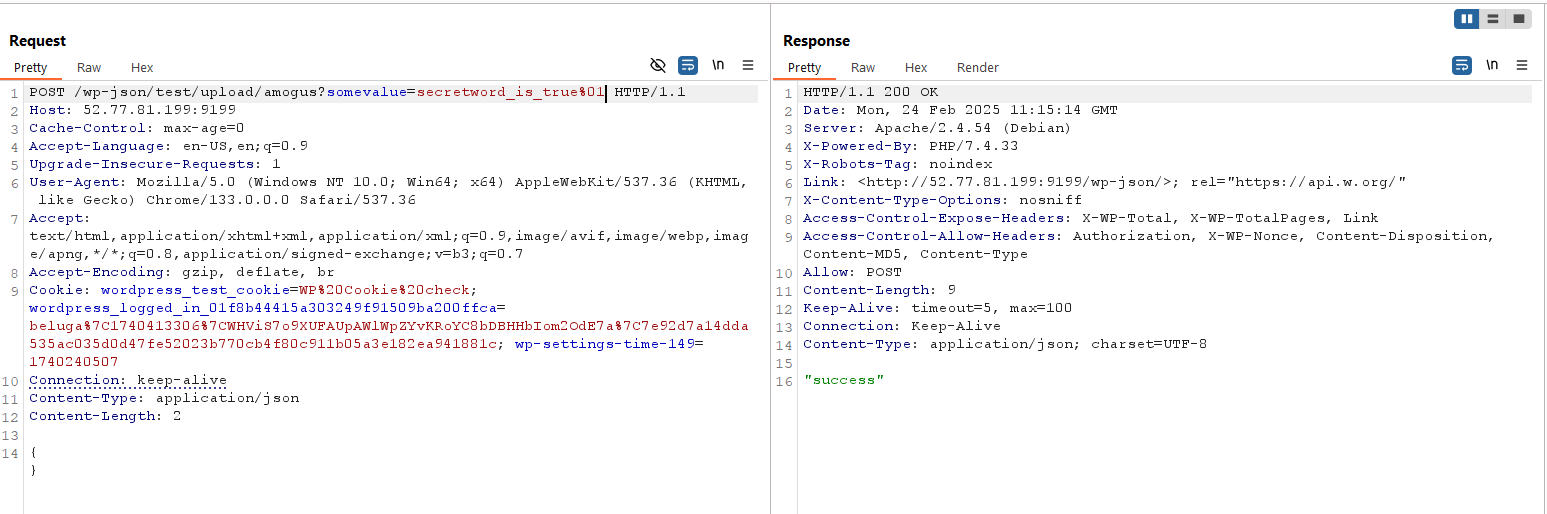 Request
Pretty Raw Hex \n
1 POST /wp-json/test/upload/amogus?somevalue=secretword_is_true%01 HTTP/1.1
2 Host: 52.77.81.199:9199
3 Cache-Control: max-age=0
4 Accept-Language: en-US,en;q=0.9
5 Upgrade-Insecure-Requests: 1
6 User-Agent: Mozilla/5.0 (Windows NT 10.0; Win64; x64) AppleWebKit/537.36 (KHTML,
like Gecko) Chrome/133.0.0.0 Safari/537.36
7 Accept:
text/html,application/xhtml+xml,application/xml;q=0.9,image/avif,image/webp,imag
e/apng,*/*;q=0.8,application/signed-exchange;v=b3;q=0.7
8 Accept-Encoding: gzip, deflate, br
9 Cookie: wordpress_test_cookie=WP%20Cookie%20check;
wordpress_logged_in_01f8b44415a303249f91509ba200ffca=
beluga%7C1740413306%7CWHViS7o9XUFAUpAWlWpZYvKRoYC8bDBHHbIom2OdE7a%7C7e92d7a14dda
535ac035d0d47fe52023b770cb4f80c911b05a3e182ea941881c; wp-settings-time-149=
1740240507
10 Connection: keep-alive
11 Content-Type: application/json
12 Content-Length: 2
13
14 {
}
Response
Pretty Raw Hex Render \n
1 HTTP/1.1 200 OK
2 Date: Mon, 24 Feb 2025 11:15:14 GMT
3 Server: Apache/2.4.54 (Debian)
4 X-Powered-By: PHP/7.4.33
5 X-Robots-Tag: noindex
6 Link: <http://52.77.81.199:9199/wp-json/>; rel="https://api.w.org/"
7 X-Content-Type-Options: nosniff
8 Access-Control-Expose-Headers: X-WP-Total, X-WP-TotalPages, Link
9 Access-Control-Allow-Headers: Authorization, X-WP-Nonce, Content-Disposition,
Content-MD5, Content-Type
10 Allow: POST
11 Content-Length: 9
12 Keep-Alive: timeout=5, max=100
13 Connection: Keep-Alive
14 Content-Type: application/json; charset=UTF-8
15
16 "success"